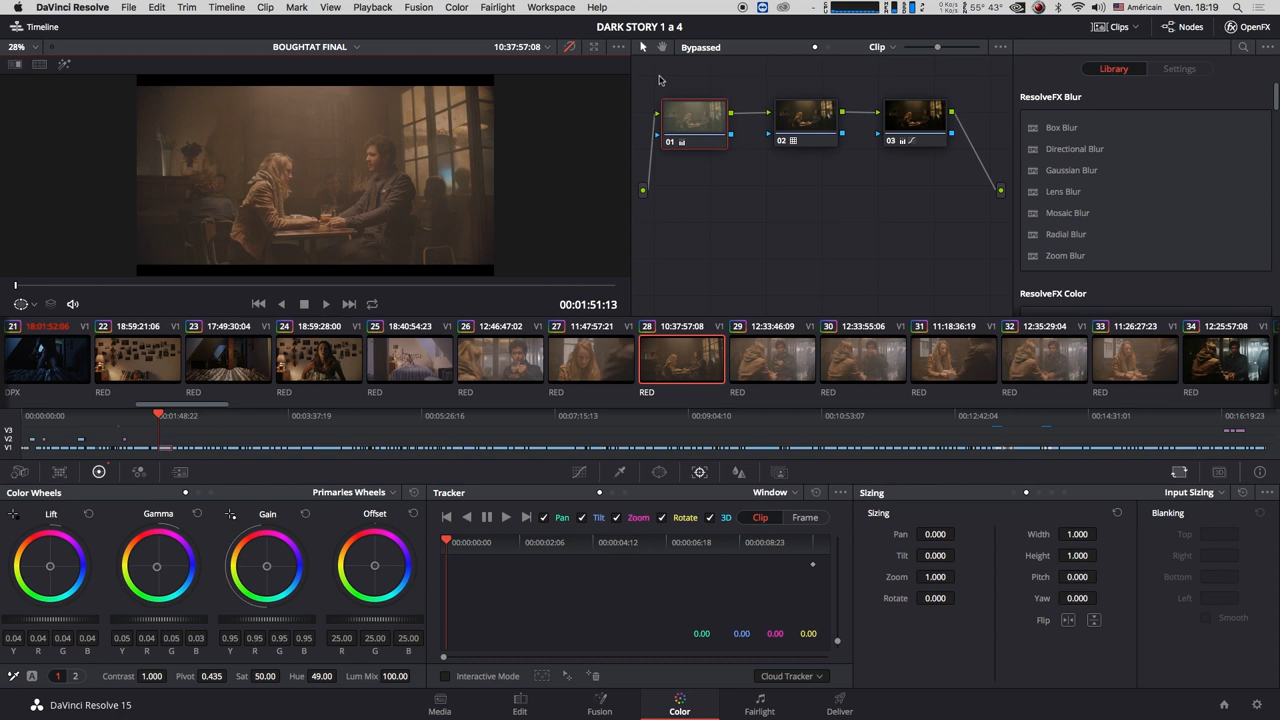 DaVinci Resolve File Edit Trim Timeline Clip Mark View Playback Fusion Color Fairlight Workspace Help
0 Ks/s 55° 43° Américain Ven. 18:19
Timeline
DARK STORY 1 a 4
Clips Nodes OpenFX
28% BOUGHTAT FINAL 10:37:57:08
Bypassed Clip
Library Settings
ResolveFX Blur
Box Blur
Directional Blur
Gaussian Blur
Lens Blur
Mosaic Blur
Radial Blur
Zoom Blur
ResolveFX Color
01 02 03
00:01:51:13
21 18:01:52:06 V1 22 18:59:21:06 V1 23 17:49:30:04 V1 24 18:59:28:00 V1 25 18:40:54:23 V1 26 12:46:47:02 V1 27 11:47:57:21 V1 28 10:37:57:08 V1 29 12:33:46:09 V1 30 12:33:55:06 V1 31 11:18:36:19 V1 32 12:35:29:04 V1 33 11:26:27:23 V1 34 12:25:57:08 V1
DPX RED RED RED RED RED RED RED RED RED RED RED RED RED
00:00:00:00 00:01:48:22 00:03:37:19 00:05:26:16 00:07:15:13 00:09:04:10 00:10:53:07 00:12:42:04 00:14:31:01 00:16:19:23
V3
V2
V1
Color Wheels Primaries Wheels
Lift Gamma Gain Offset
0.04 0.04 0.04 0.04 0.05 0.04 0.05 0.03 0.95 0.95 0.95 0.95 25.00 25.00 25.00
Y R G B Y R G B Y R G B R G B
A 1 2 Contrast 1.000 Pivot 0.435 Sat 50.00 Hue 49.00 Lum Mix 100.00
Tracker Window
Pan Tilt Zoom Rotate 3D Clip Frame
00:00:00:00 00:00:02:06 00:00:04:12 00:00:06:18 00:00:08:23
0.00 0.00 0.00 0.00
Interactive Mode Cloud Tracker
Sizing Input Sizing
Sizing Blanking
Pan 0.000 Width 1.000 Top
Tilt 0.000 Height 1.000 Right
Zoom 1.000 Pitch 0.000 Bottom
Rotate 0.000 Yaw 0.000 Left
Flip Smooth
DaVinci Resolve 15
Media Edit Fusion Color Fairlight Deliver